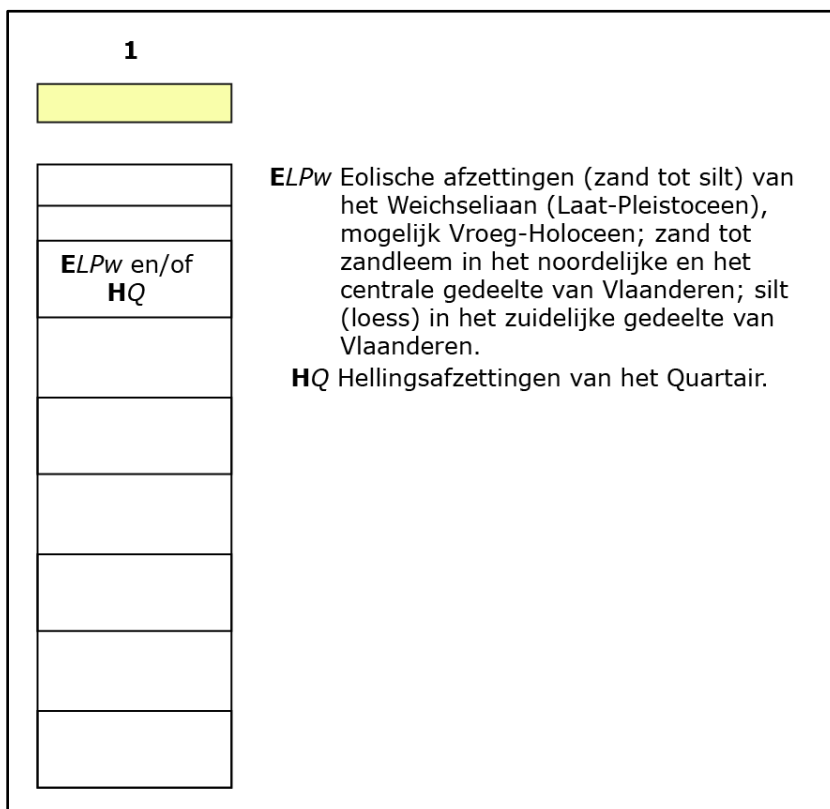 1
ELPw en/of
HQ
ELPw Eolische afzettingen (zand tot silt) van
het Weichseliaan (Laat-Pleistoceen),
mogelijk Vroeg-Holoceen; zand tot
zandleem in het noordelijke en het
centrale gedeelte van Vlaanderen; silt
(loess) in het zuidelijke gedeelte van
Vlaanderen.
HQ Hellingsafzettingen van het Quartair.